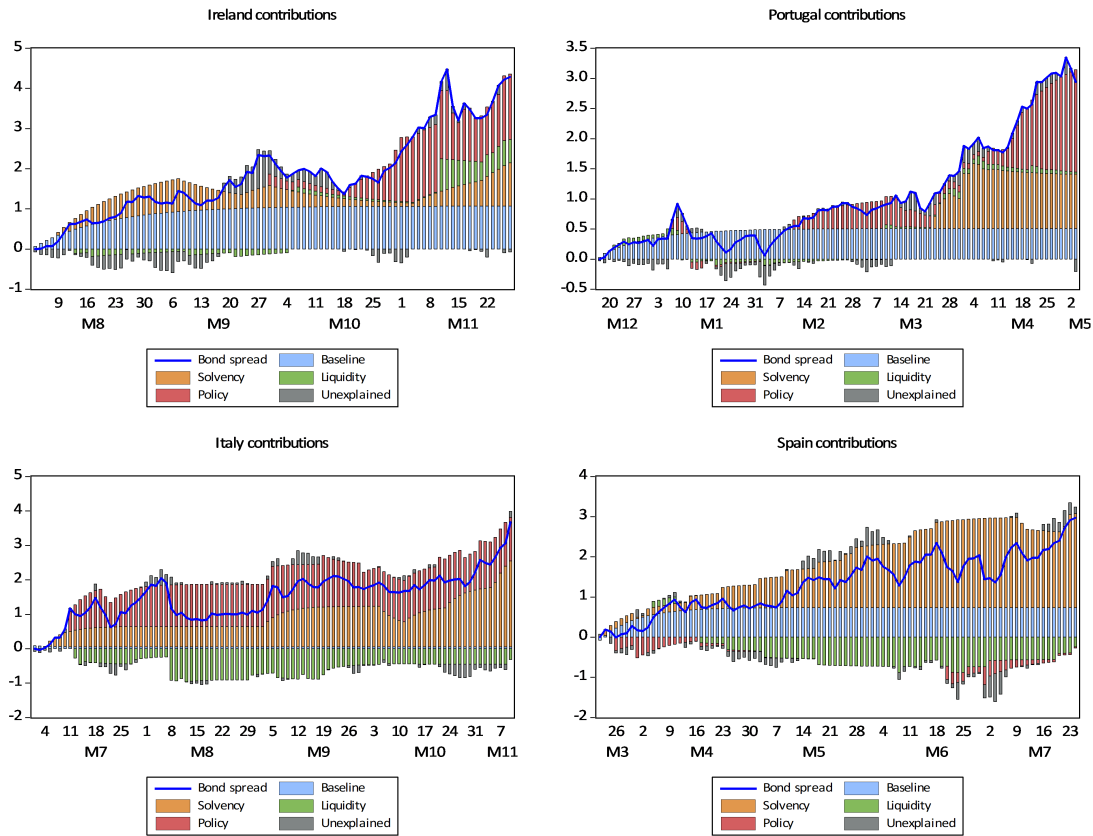 Ireland contributions
5
4
3
2
1
0
-1
9 16 23 30 6 13 20 27 4 11 18 25 1 8 15 22
M8 M9 M10 M11
Bond spread Baseline
Solvency Liquidity
Policy Unexplained
Portugal contributions
3.5
3.0
2.5
2.0
1.5
1.0
0.5
0.0
-0.5
20 27 3 10 17 24 31 7 14 21 28 7 14 21 28 4 11 18 25 2
M12 M1 M2 M3 M4 M5
Bond spread Baseline
Solvency Liquidity
Policy Unexplained
Italy contributions
5
4
3
2
1
0
-1
-2
4 11 18 25 1 8 15 22 29 5 12 19 26 3 10 17 24 31 7
M7 M8 M9 M10 M11
Bond spread Baseline
Solvency Liquidity
Policy Unexplained
Spain contributions
4
3
2
1
0
-1
-2
26 2 9 16 23 30 7 14 21 28 4 11 18 25 2 9 16 23
M3 M4 M5 M6 M7
Bond spread Baseline
Solvency Liquidity
Policy Unexplained